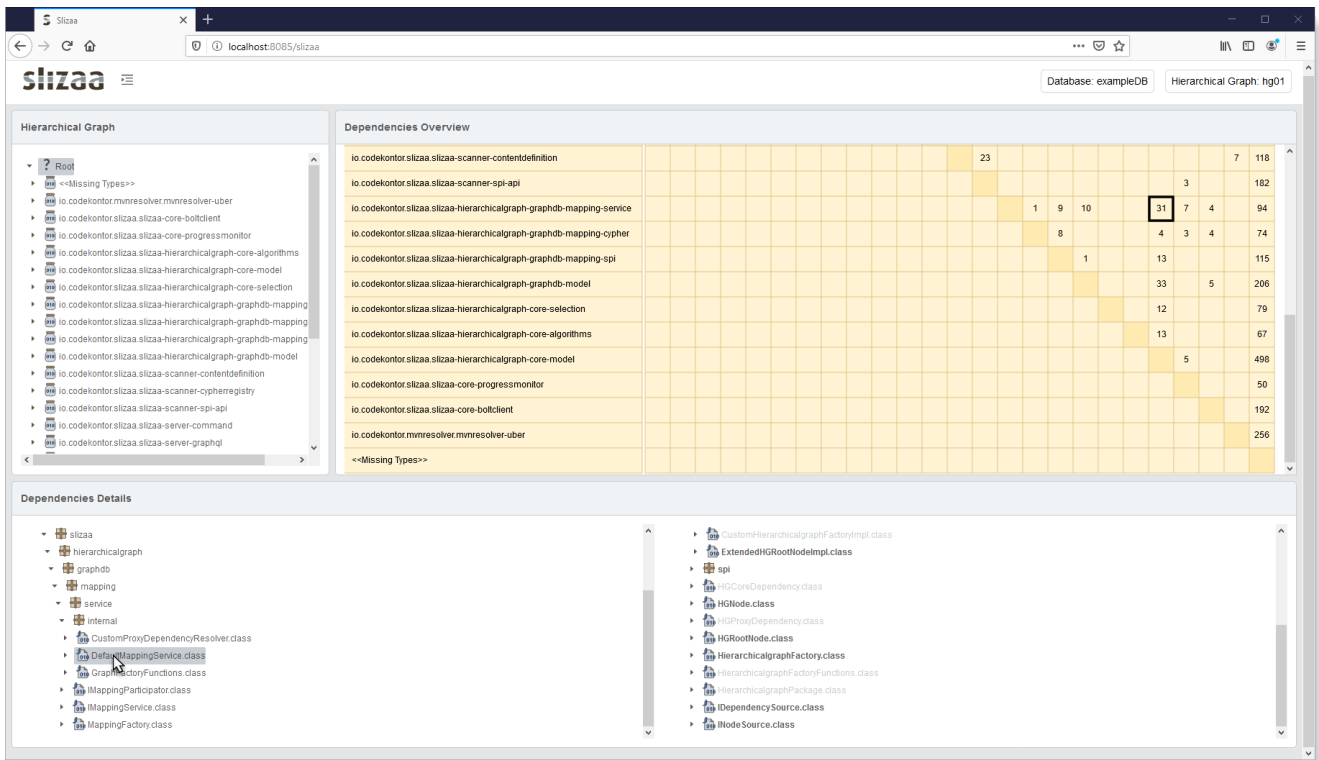 Slizaa
localhost:8085/slizaa
slizaa
Database: exampleDB
Hierarchical Graph: hg01
Hierarchical Graph
? Root
<<Missing Types>>
io.codekontor.mvnresolver.mvnresolver-uber
io.codekontor.slizaa.slizaa-core-boltclient
io.codekontor.slizaa.slizaa-core-progressmonitor
io.codekontor.slizaa.slizaa-hierarchicalgraph-core-algorithms
io.codekontor.slizaa.slizaa-hierarchicalgraph-core-model
io.codekontor.slizaa.slizaa-hierarchicalgraph-core-selection
io.codekontor.slizaa.slizaa-hierarchicalgraph-graphdb-mapping
io.codekontor.slizaa.slizaa-hierarchicalgraph-graphdb-mapping
io.codekontor.slizaa.slizaa-hierarchicalgraph-graphdb-mapping
io.codekontor.slizaa.slizaa-hierarchicalgraph-graphdb-model
io.codekontor.slizaa.slizaa-scanner-contentdefinition
io.codekontor.slizaa.slizaa-scanner-cypherregistry
io.codekontor.slizaa.slizaa-scanner-spi-api
io.codekontor.slizaa.slizaa-server-command
io.codekontor.slizaa.slizaa-server-graphql
Dependencies Overview
io.codekontor.slizaa.slizaa-scanner-contentdefinition 23 7 118
io.codekontor.slizaa.slizaa-scanner-spi-api 3 182
io.codekontor.slizaa.slizaa-hierarchicalgraph-graphdb-mapping-service 1 9 10 31 7 4 94
io.codekontor.slizaa.slizaa-hierarchicalgraph-graphdb-mapping-cypher 8 4 3 4 74
io.codekontor.slizaa.slizaa-hierarchicalgraph-graphdb-mapping-spi 1 13 115
io.codekontor.slizaa.slizaa-hierarchicalgraph-graphdb-model 33 5 206
io.codekontor.slizaa.slizaa-hierarchicalgraph-core-selection 12 79
io.codekontor.slizaa.slizaa-hierarchicalgraph-core-algorithms 13 67
io.codekontor.slizaa.slizaa-hierarchicalgraph-core-model 5 498
io.codekontor.slizaa.slizaa-core-progressmonitor 50
io.codekontor.slizaa.slizaa-core-boltclient 192
io.codekontor.mvnresolver.mvnresolver-uber 256
<<Missing Types>>
Dependencies Details
slizaa
hierarchicalgraph
graphdb
mapping
service
internal
CustomProxyDependencyResolver.class
DefaultMappingService.class
GraphFactoryFunctions.class
IMappingParticipator.class
IMappingService.class
MappingFactory.class
CustomHierarchicalgraphFactoryImpl.class
ExtendedHGRootNodeImpl.class
spi
HGCoreDependency.class
HGNode.class
HGProxyDependency.class
HGRootNode.class
HierarchicalgraphFactory.class
HierarchicalgraphFactoryFunctions.class
HierarchicalgraphPackage.class
IDependencySource.class
INodeSource.class